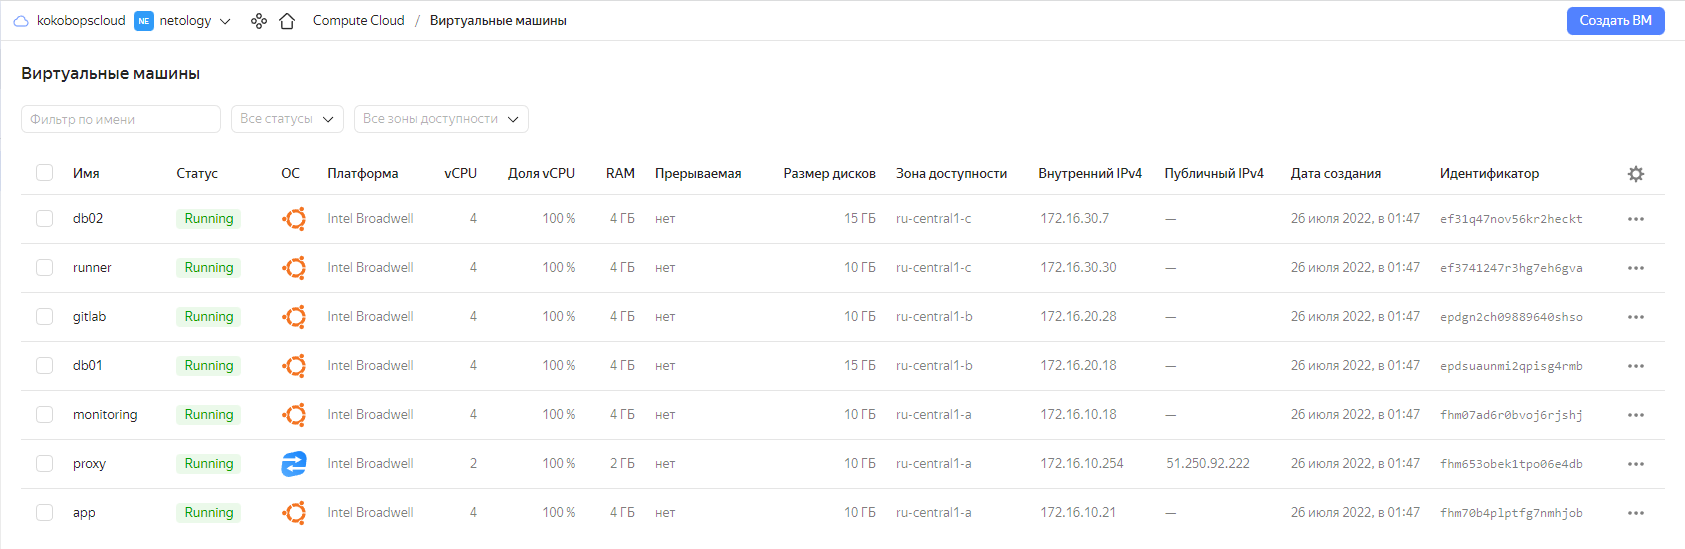 kokobopscloud NE netology Compute Cloud / Виртуальные машины Создать ВМ
Виртуальные машины
Фильтр по имени Все статусы Все зоны доступности
Имя Статус ОС Платформа vCPU Доля vCPU RAM Прерываемая Размер дисков Зона доступности Внутренний IPv4 Публичный IPv4 Дата создания Идентификатор
db02 Running Intel Broadwell 4 100 % 4 ГБ нет 15 ГБ ru-central1-c 172.16.30.7 — 26 июля 2022, в 01:47 ef31q47nov56kr2heckt
runner Running Intel Broadwell 4 100 % 4 ГБ нет 10 ГБ ru-central1-c 172.16.30.30 — 26 июля 2022, в 01:47 ef3741247r3hg7eh6gva
gitlab Running Intel Broadwell 4 100 % 4 ГБ нет 10 ГБ ru-central1-b 172.16.20.28 — 26 июля 2022, в 01:47 epdgn2ch09889640shso
db01 Running Intel Broadwell 4 100 % 4 ГБ нет 15 ГБ ru-central1-b 172.16.20.18 — 26 июля 2022, в 01:47 epdsuaunmi2qpisg4rmb
monitoring Running Intel Broadwell 4 100 % 4 ГБ нет 10 ГБ ru-central1-a 172.16.10.18 — 26 июля 2022, в 01:47 fhm07ad6r0bvoj6rjshj
proxy Running Intel Broadwell 2 100 % 2 ГБ нет 10 ГБ ru-central1-a 172.16.10.254 51.250.92.222 26 июля 2022, в 01:47 fhm653obek1tpo06e4db
app Running Intel Broadwell 4 100 % 4 ГБ нет 10 ГБ ru-central1-a 172.16.10.21 — 26 июля 2022, в 01:47 fhm70b4plptfg7nmhjob